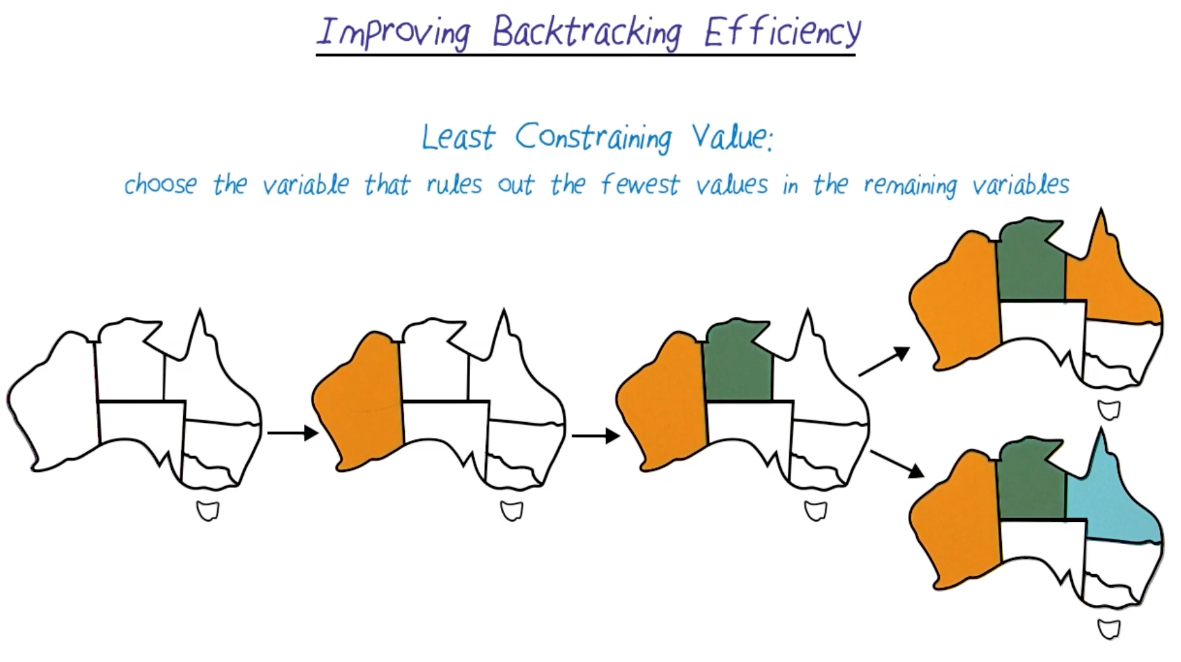 Improving Backtracking Efficiency
Least Constraining Value:
choose the variable that rules out the fewest values in the remaining variables